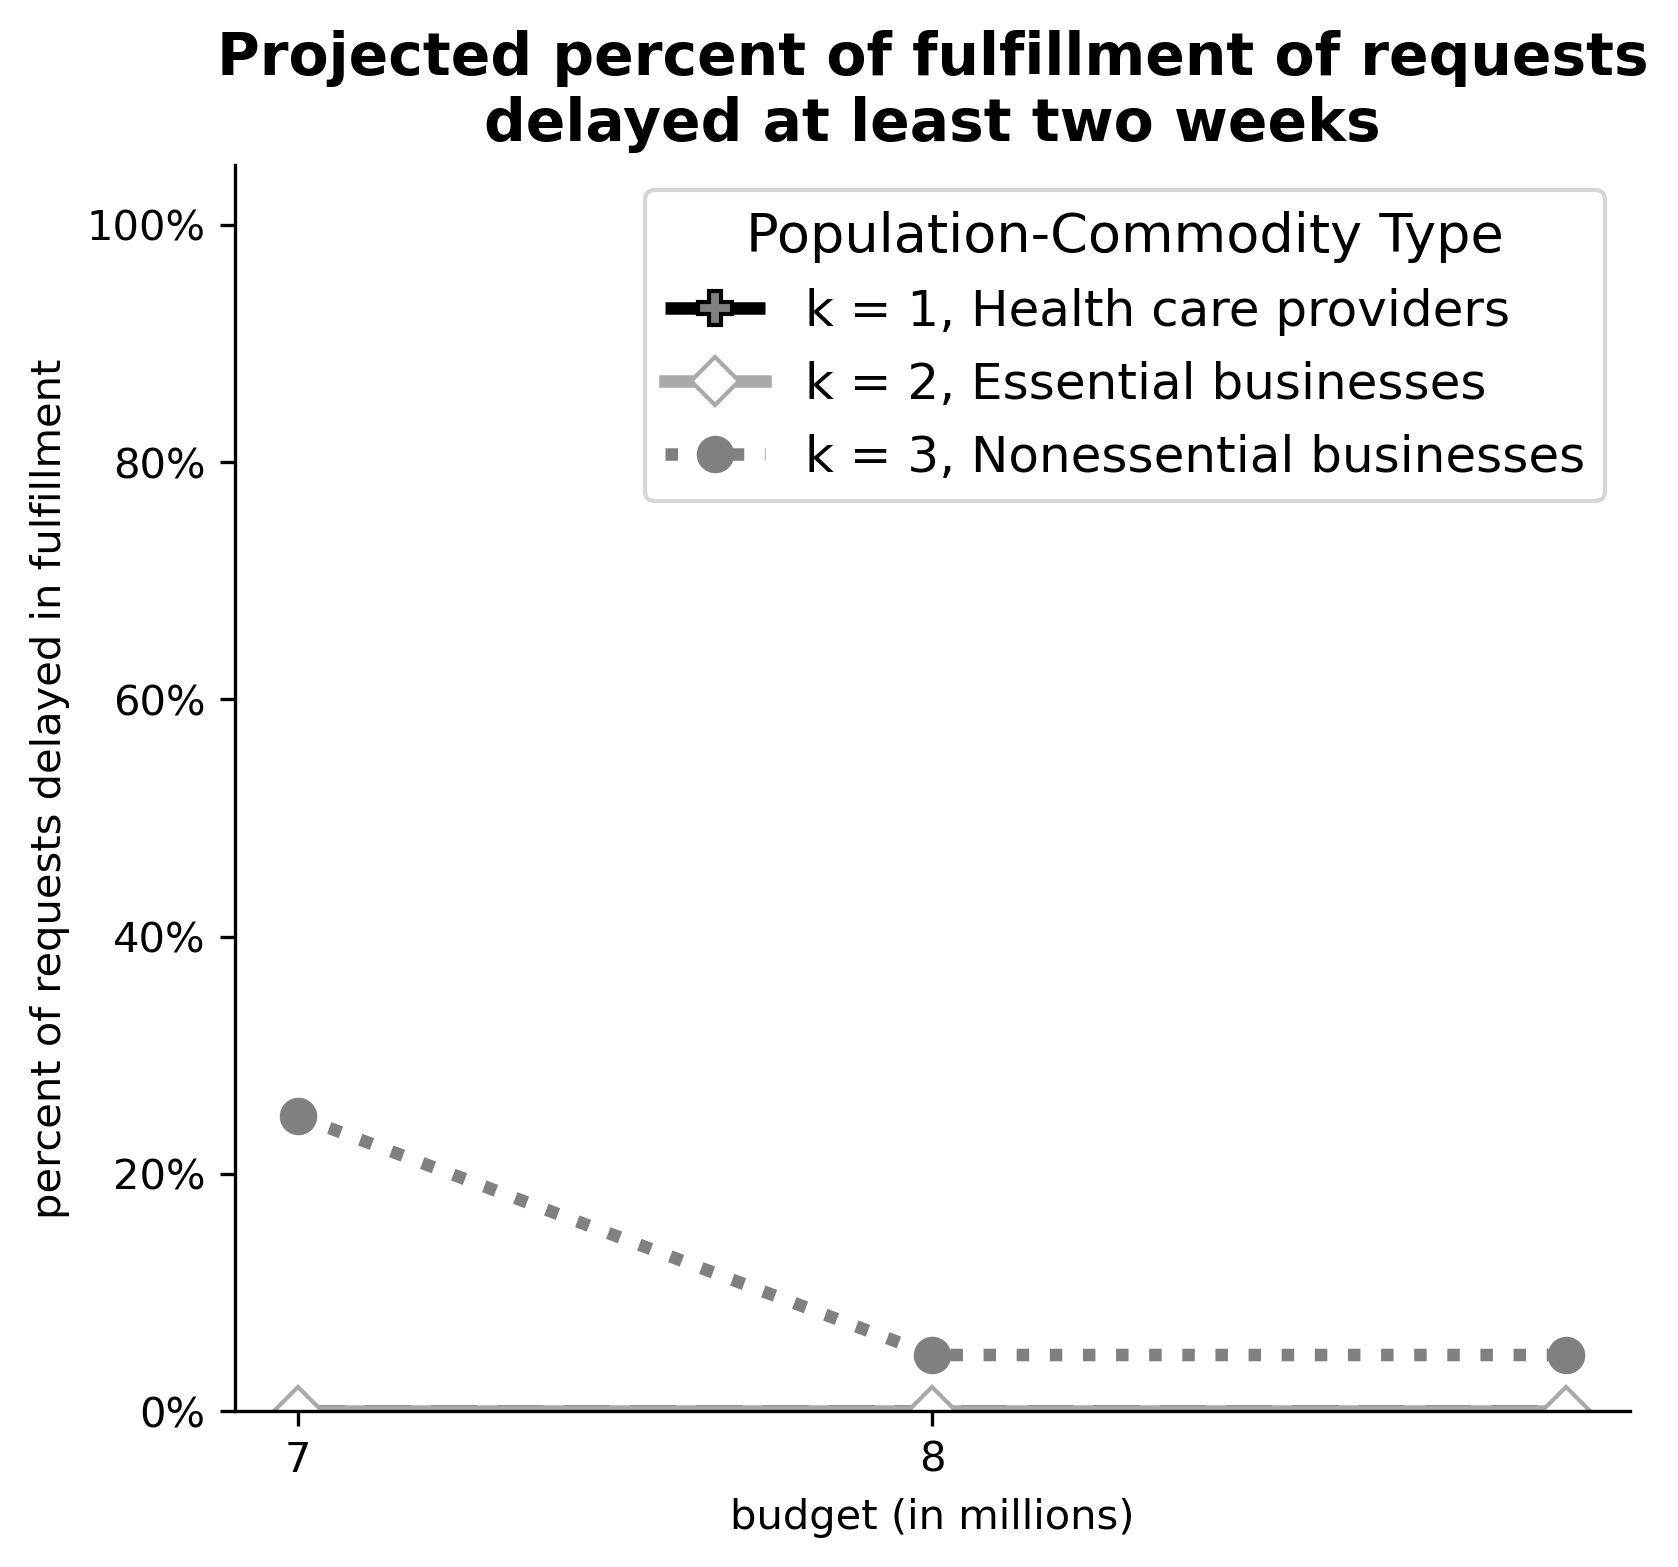 Projected percent of fulfillment of requests
delayed at least two weeks
Population-Commodity Type
k = 1, Health care providers
k = 2, Essential businesses
k = 3, Nonessential businesses
percent of requests delayed in fulfillment
100%
80%
60%
40%
20%
0%
7
8
budget (in millions)